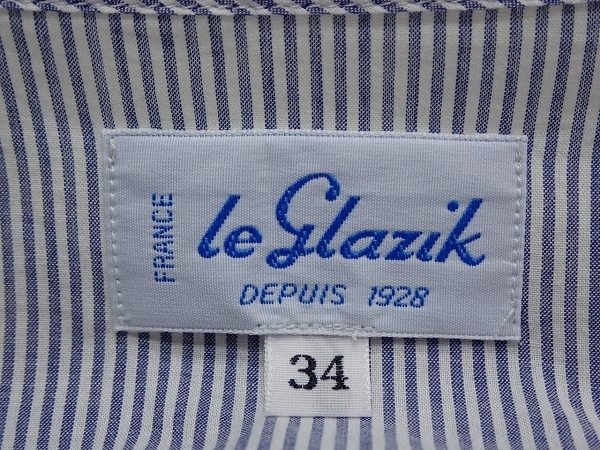 FRANCE
le Glazik
DEPUIS 1928
34